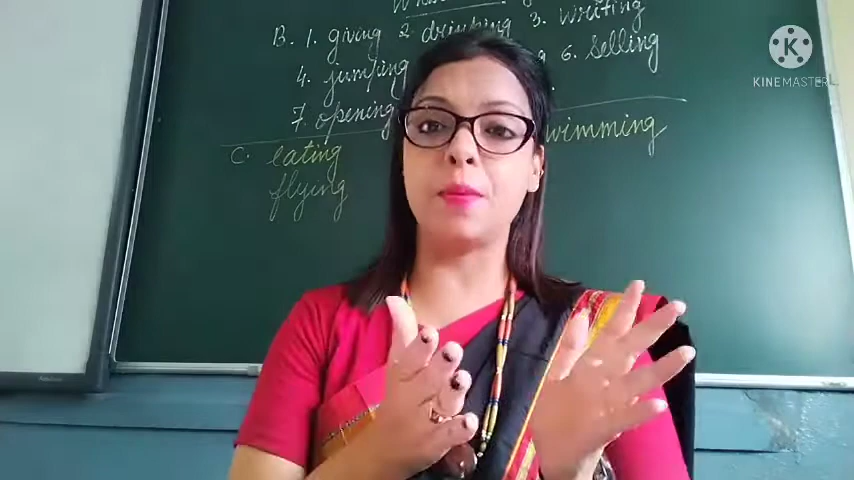 B. 1. giving 2. drinking 3. writing
4. jumping 6. selling
7. opening
C. eating swimming
flying
K
KINEMASTER